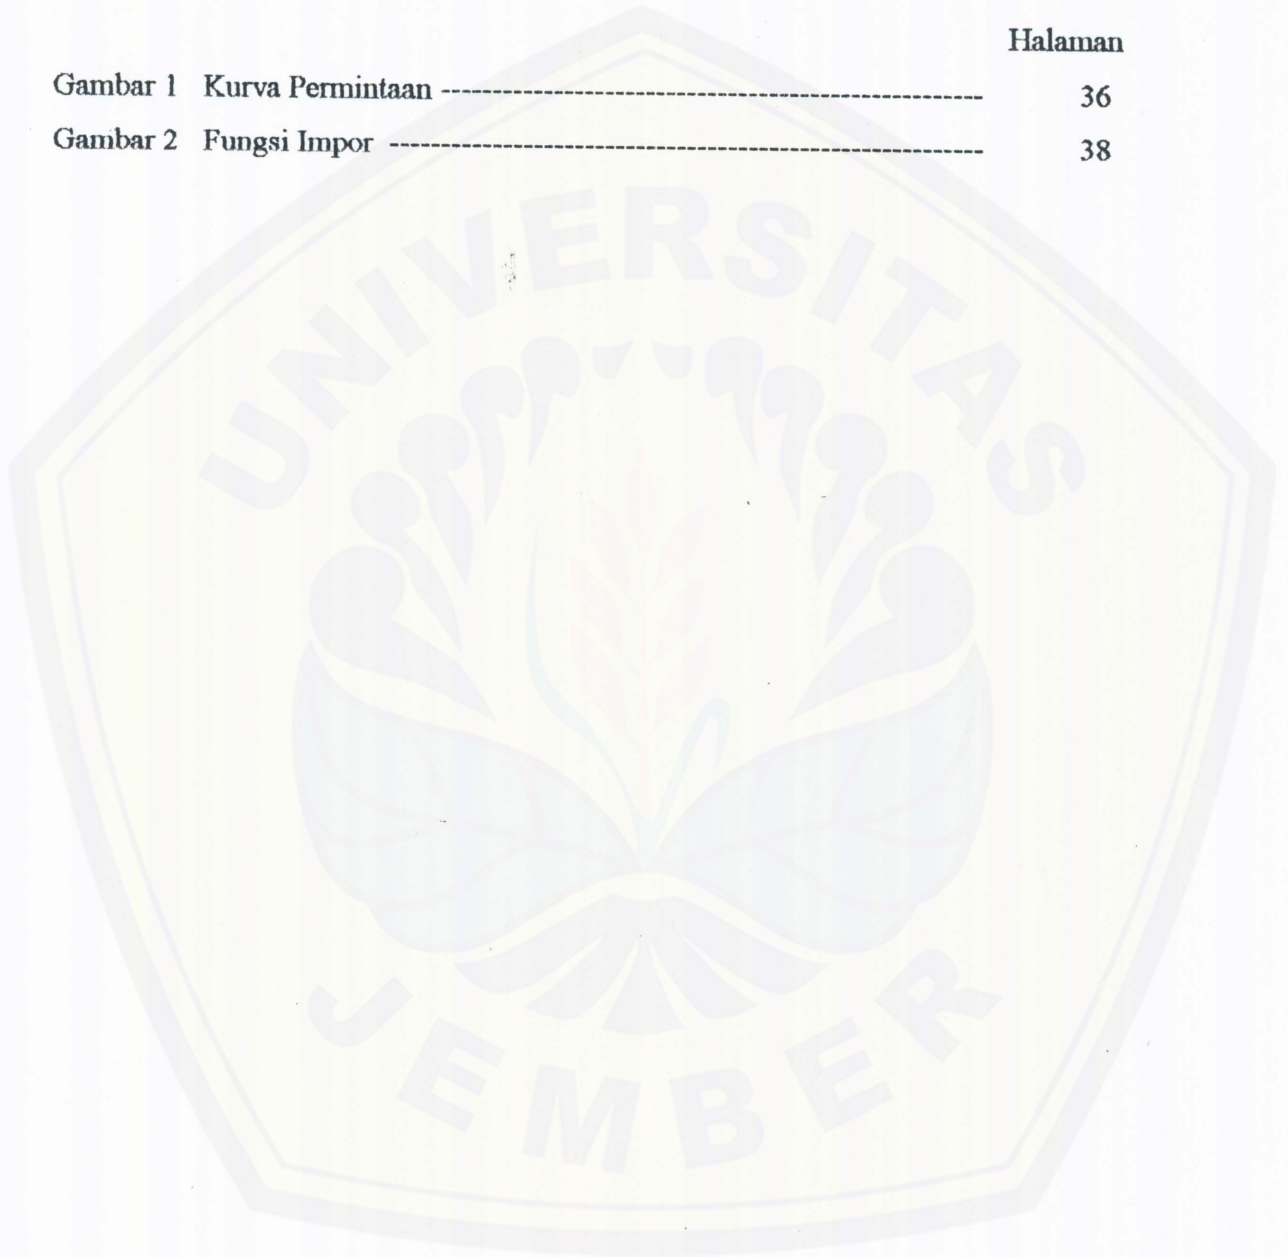 Halaman
Gambar 1 Kurva Permintaan ---------------------------------------------------------------- 36
Gambar 2 Fungsi Impor ---------------------------------------------------------------------- 38
UNIVERSITAS
JEMBER